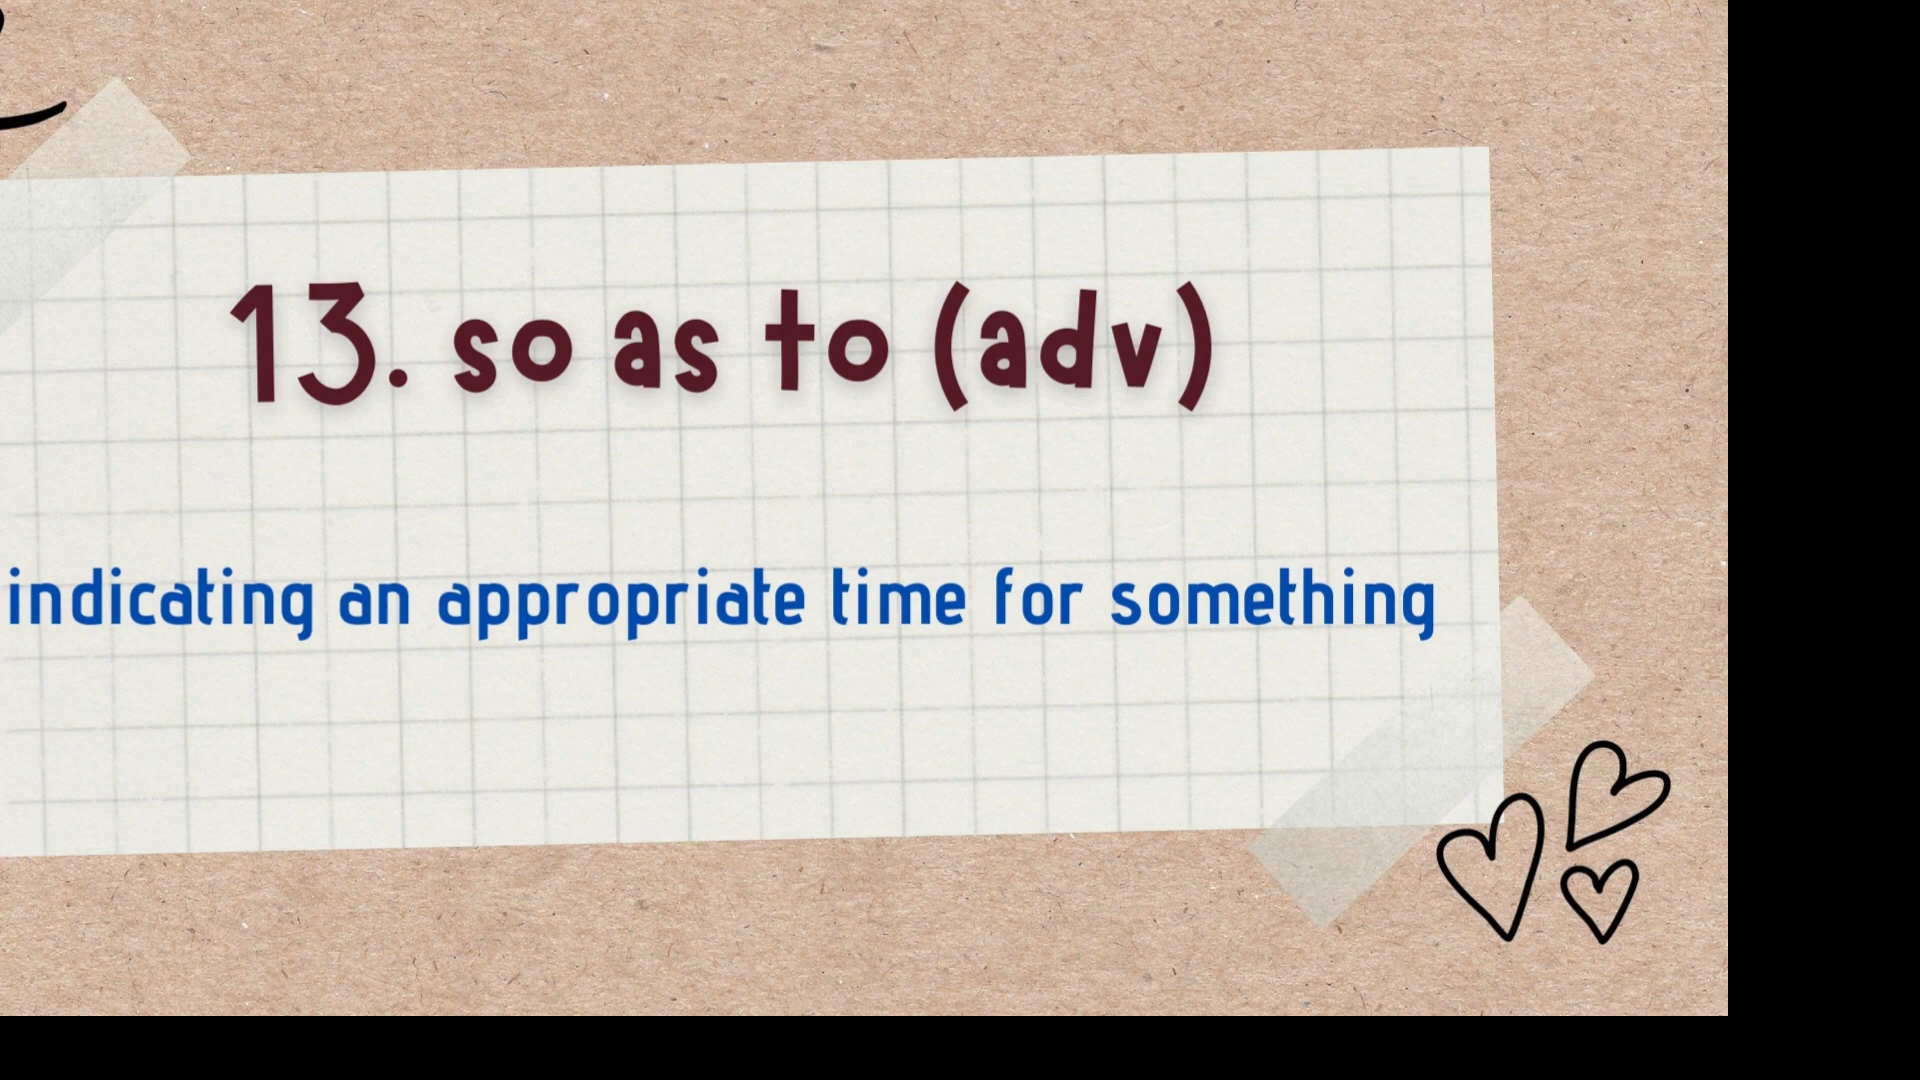 13. so as to (adv)
indicating an appropriate time for something